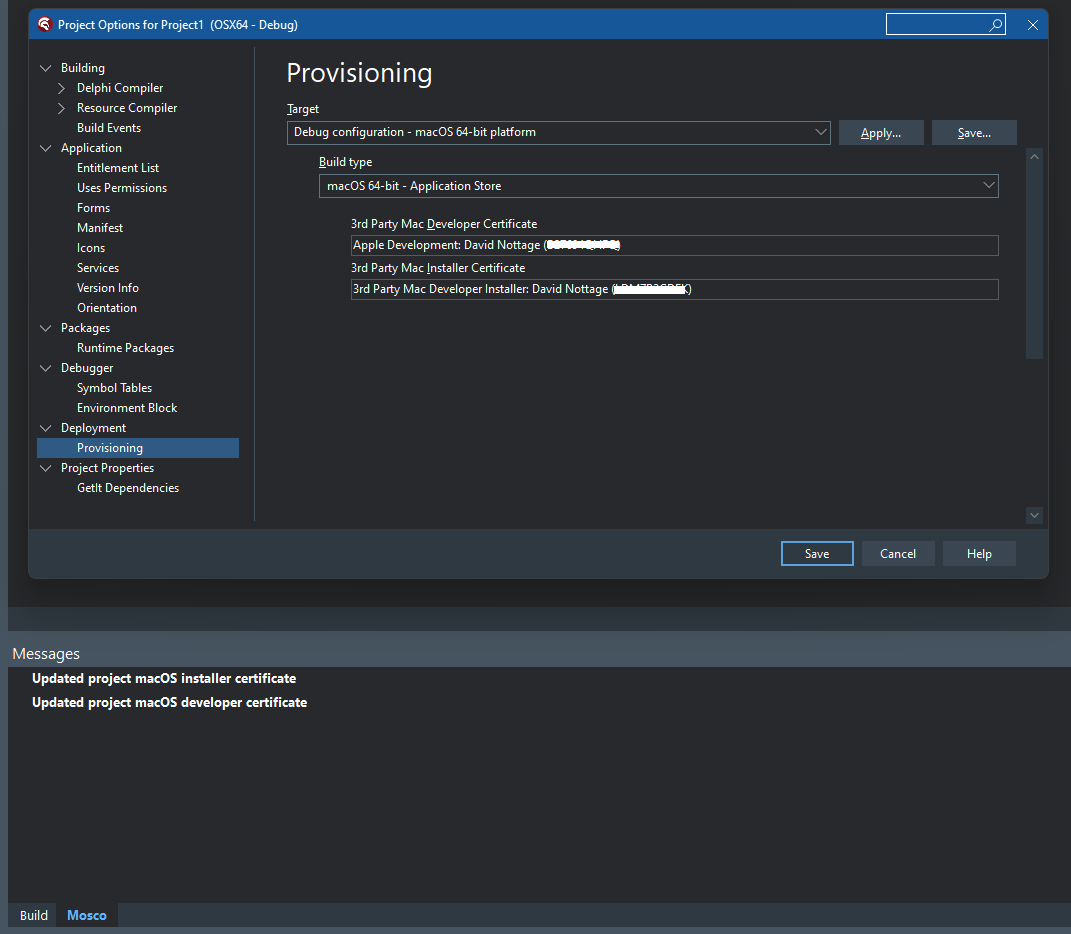 Project Options for Project1 (OSX64 - Debug)
Building
Delphi Compiler
Resource Compiler
Build Events
Application
Entitlement List
Uses Permissions
Forms
Manifest
Icons
Services
Version Info
Orientation
Packages
Runtime Packages
Debugger
Symbol Tables
Environment Block
Deployment
Provisioning
Project Properties
GetIt Dependencies
Provisioning
Target
Debug configuration - macOS 64-bit platform
Apply...
Save...
Build type
macOS 64-bit - Application Store
3rd Party Mac Developer Certificate
Apple Development: David Nottage (
3rd Party Mac Installer Certificate
3rd Party Mac Developer Installer: David Nottage (
Save
Cancel
Help
Messages
Updated project macOS installer certificate
Updated project macOS developer certificate
Build
Mosco